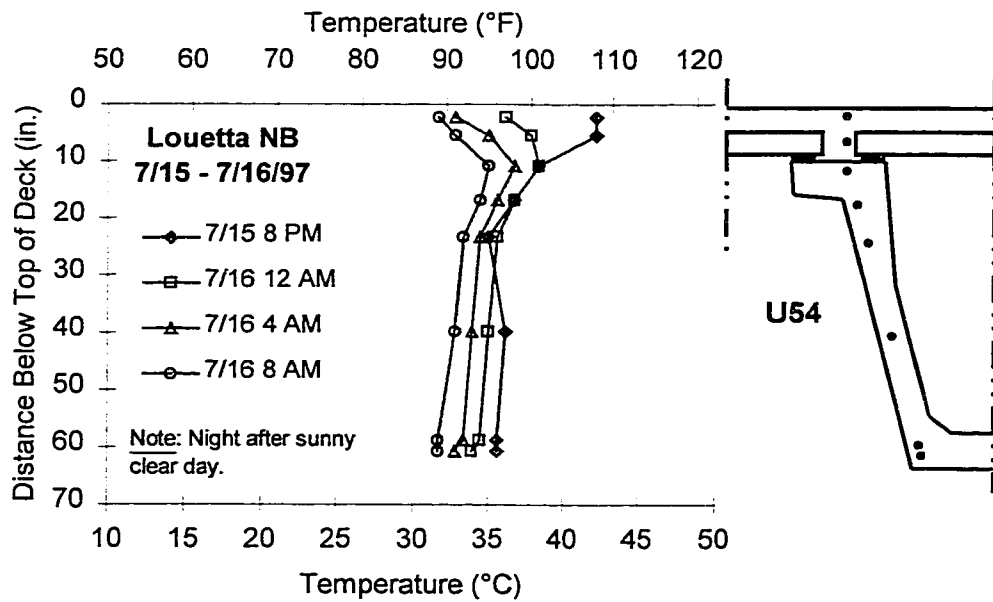 Temperature (°F)
50 60 70 80 90 100 110 120
0
10
20
30
40
50
60
70
Distance Below Top of Deck (in.)
Louetta NB
7/15 - 7/16/97
7/15 8 PM
7/16 12 AM
7/16 4 AM
7/16 8 AM
Note: Night after sunny
clear day.
U54
10 15 20 25 30 35 40 45 50
Temperature (°C)